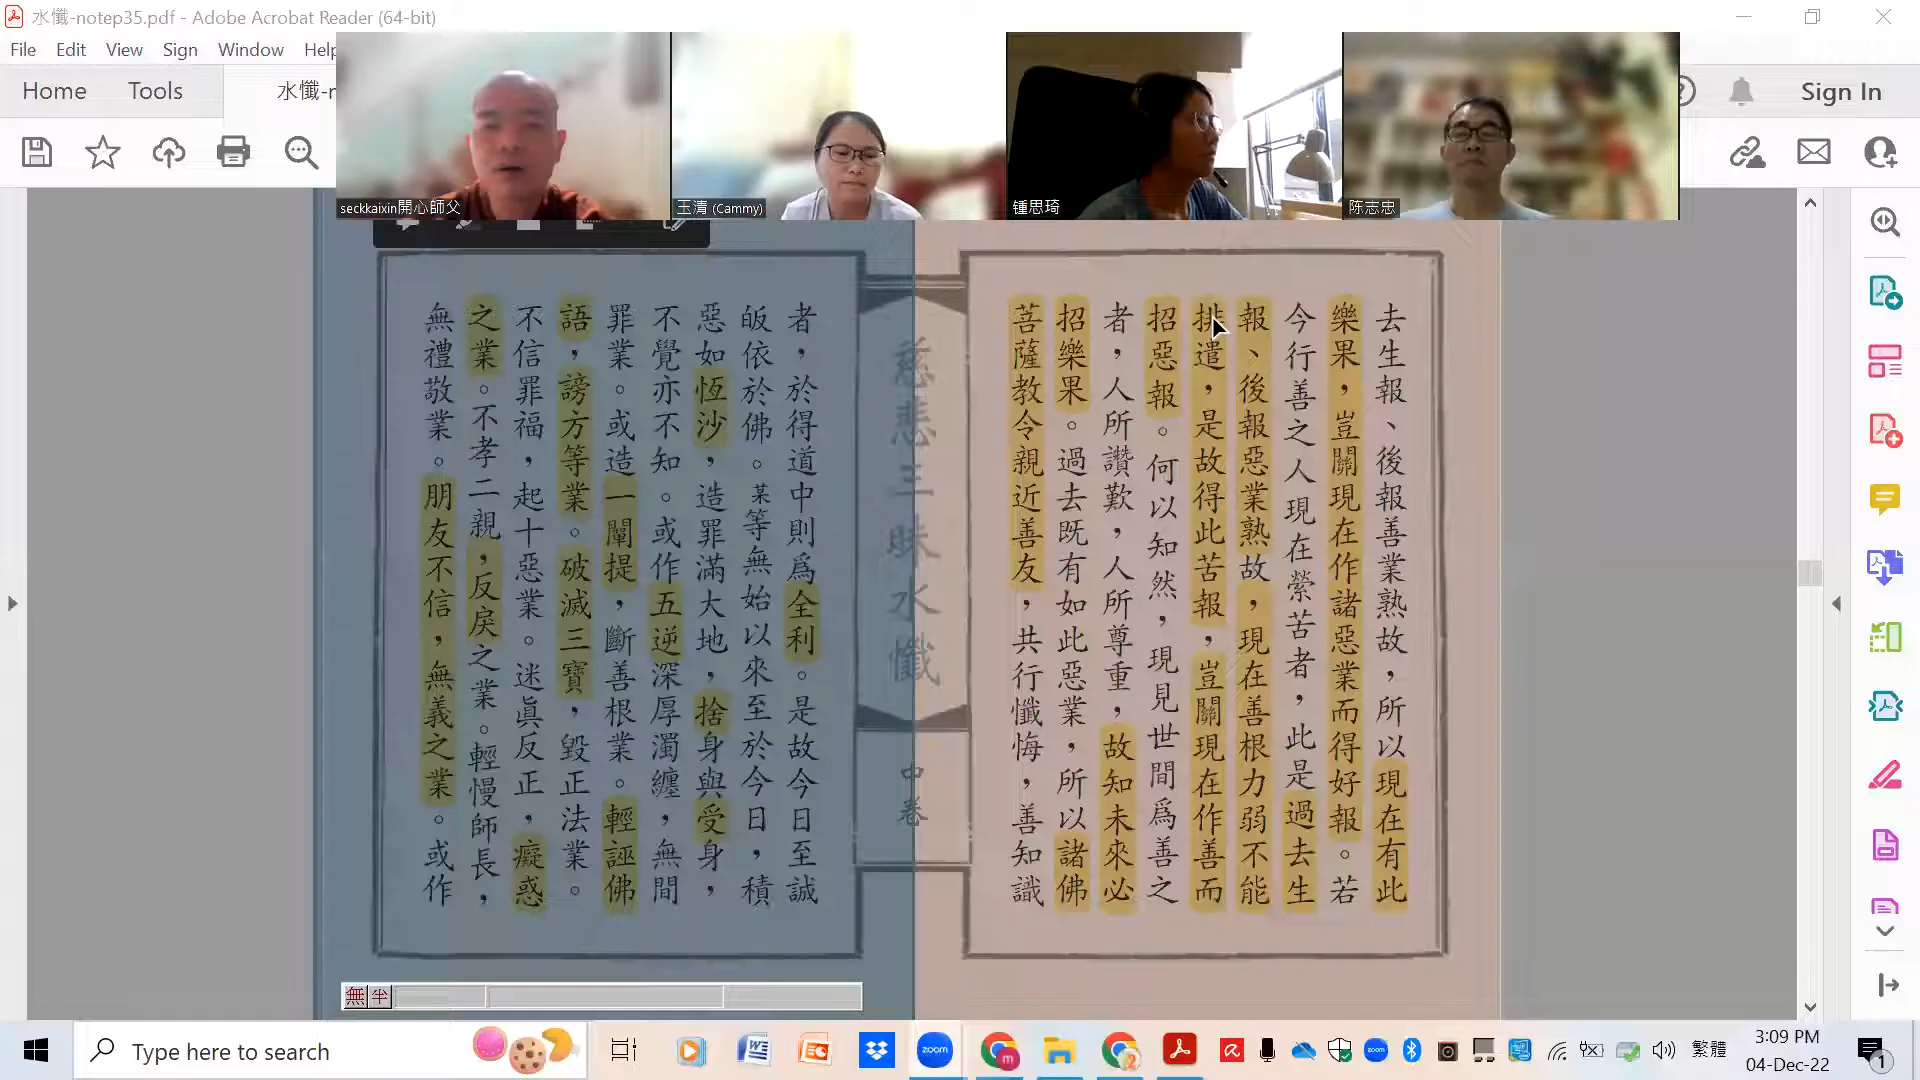 水懺-notep35.pdf - Adobe Acrobat Reader (64-bit)
File Edit View Sign Window Help
Home Tools 水懺-n
Sign In
seckkaixin開心師父
玉清 (Cammy)
锺思琦
陈志忠
去生報、後報善業熟故，所以現在有此
樂果，豈關現在作諸惡業而得好報。若
今行善之人現在縈苦者，此是過去生
報、後報惡業熟故，現在善根力弱不能
排遣，是故得此苦報，豈關現在作善而
招惡報。何以知然，現見世間為善之
者，人所讚歎，人所尊重，故知未來必
招樂果。過去既有如此惡業，所以諸佛
菩薩教令親近善友，共行懺悔，善知識
慈悲三昧水懺
中卷
者，於得道中則為全利。是故今日至誠
皈依於佛。某等無始以來至於今日，積
惡如恆沙，造罪滿大地，捨身與受身，
不覺亦不知。或作五逆深厚濁纏，無間
罪業。或造一闡提，斷善根業。輕誣佛
語，謗方等業。破滅三寶，毀正法業。
不信罪福，起十惡業。迷真反正，癡惑
之業。不孝二親，反戾之業。輕慢師長，
無禮敬業。朋友不信，無義之業。或作
無 半
Type here to search
zoom
zoom
繁體
3:09 PM
04-Dec-22
1